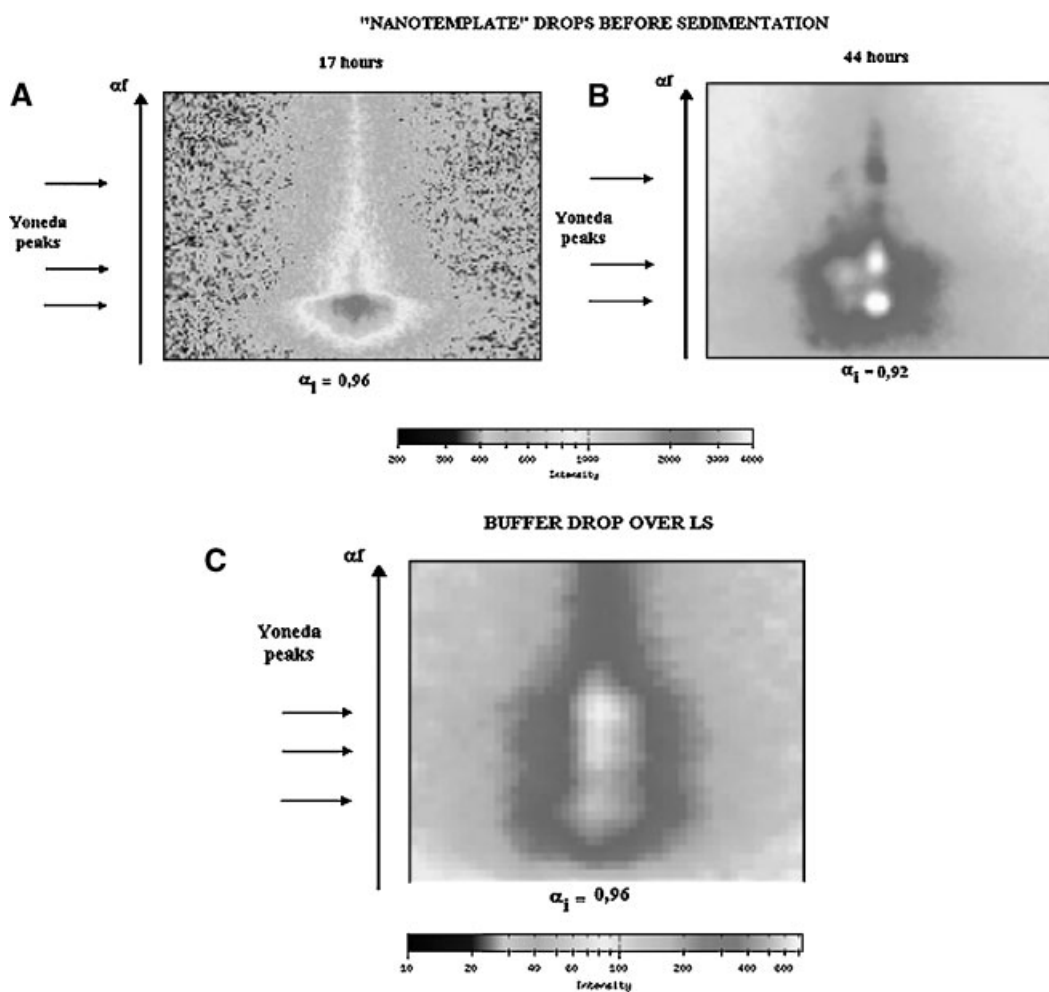 "NANOTEMPLATE" DROPS BEFORE SEDIMENTATION
17 hours
44 hours
A
αf
B
αf
Yoneda
peaks
Yoneda
peaks
αi = 0,96
αi = 0,92
200 300 400 600 1000 2000 3000 4000
Intensity
BUFFER DROP OVER LS
C
αf
Yoneda
peaks
αi = 0,96
10 20 40 60 100 200 400 600
Intensity